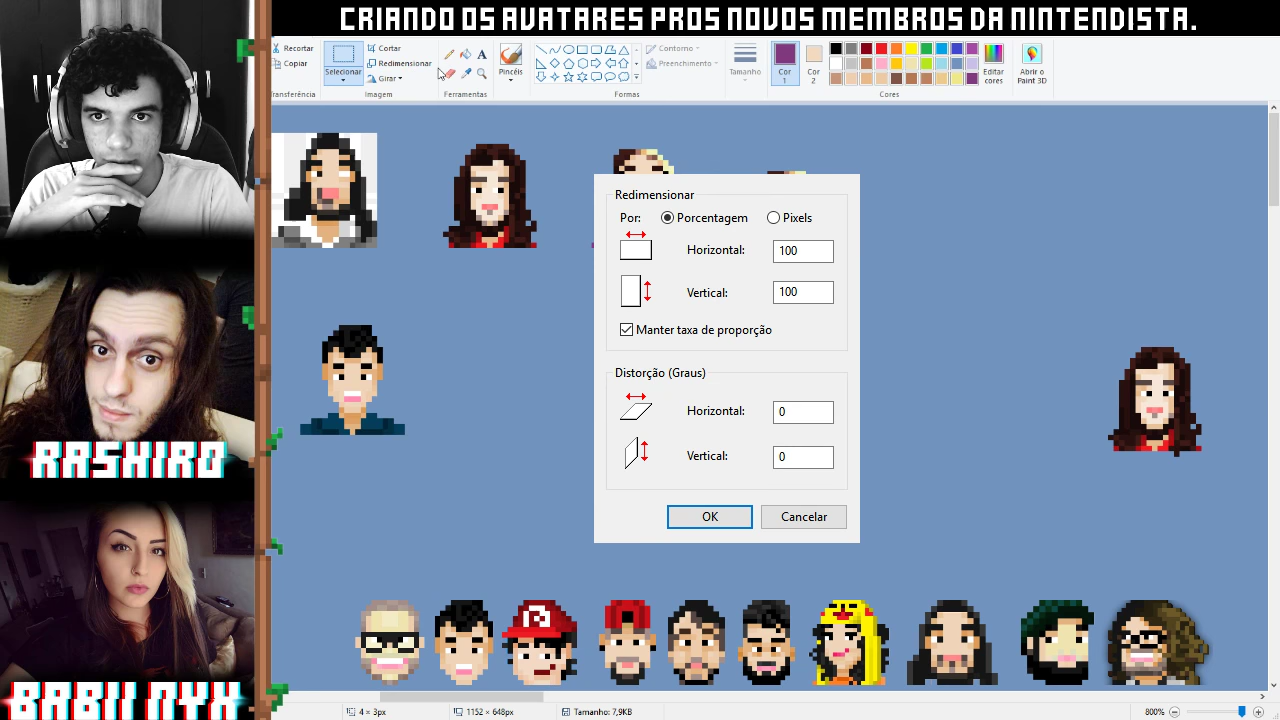 CRIANDO OS AVATARES PROS NOVOS MEMBROS DA NINTENDISTA.
Recortar
Copiar
ransferência
Selecionar
Cortar
Redimensionar
Girar
Imagem
A
Ferramentas
Pincéis
Contorno
Preenchimento
Formas
Tamanho
Cor
1
Cor
2
Editar
cores
Cores
Abrir o
Paint 3D
Redimensionar
Por: Porcentagem Pixels
Horizontal: 100
Vertical: 100
Manter taxa de proporção
Distorção (Graus)
Horizontal: 0
Vertical: 0
OK Cancelar
RASHIRO
BABII NYX
4 × 3px
1152 × 648px
Tamanho: 7,9KB
800%